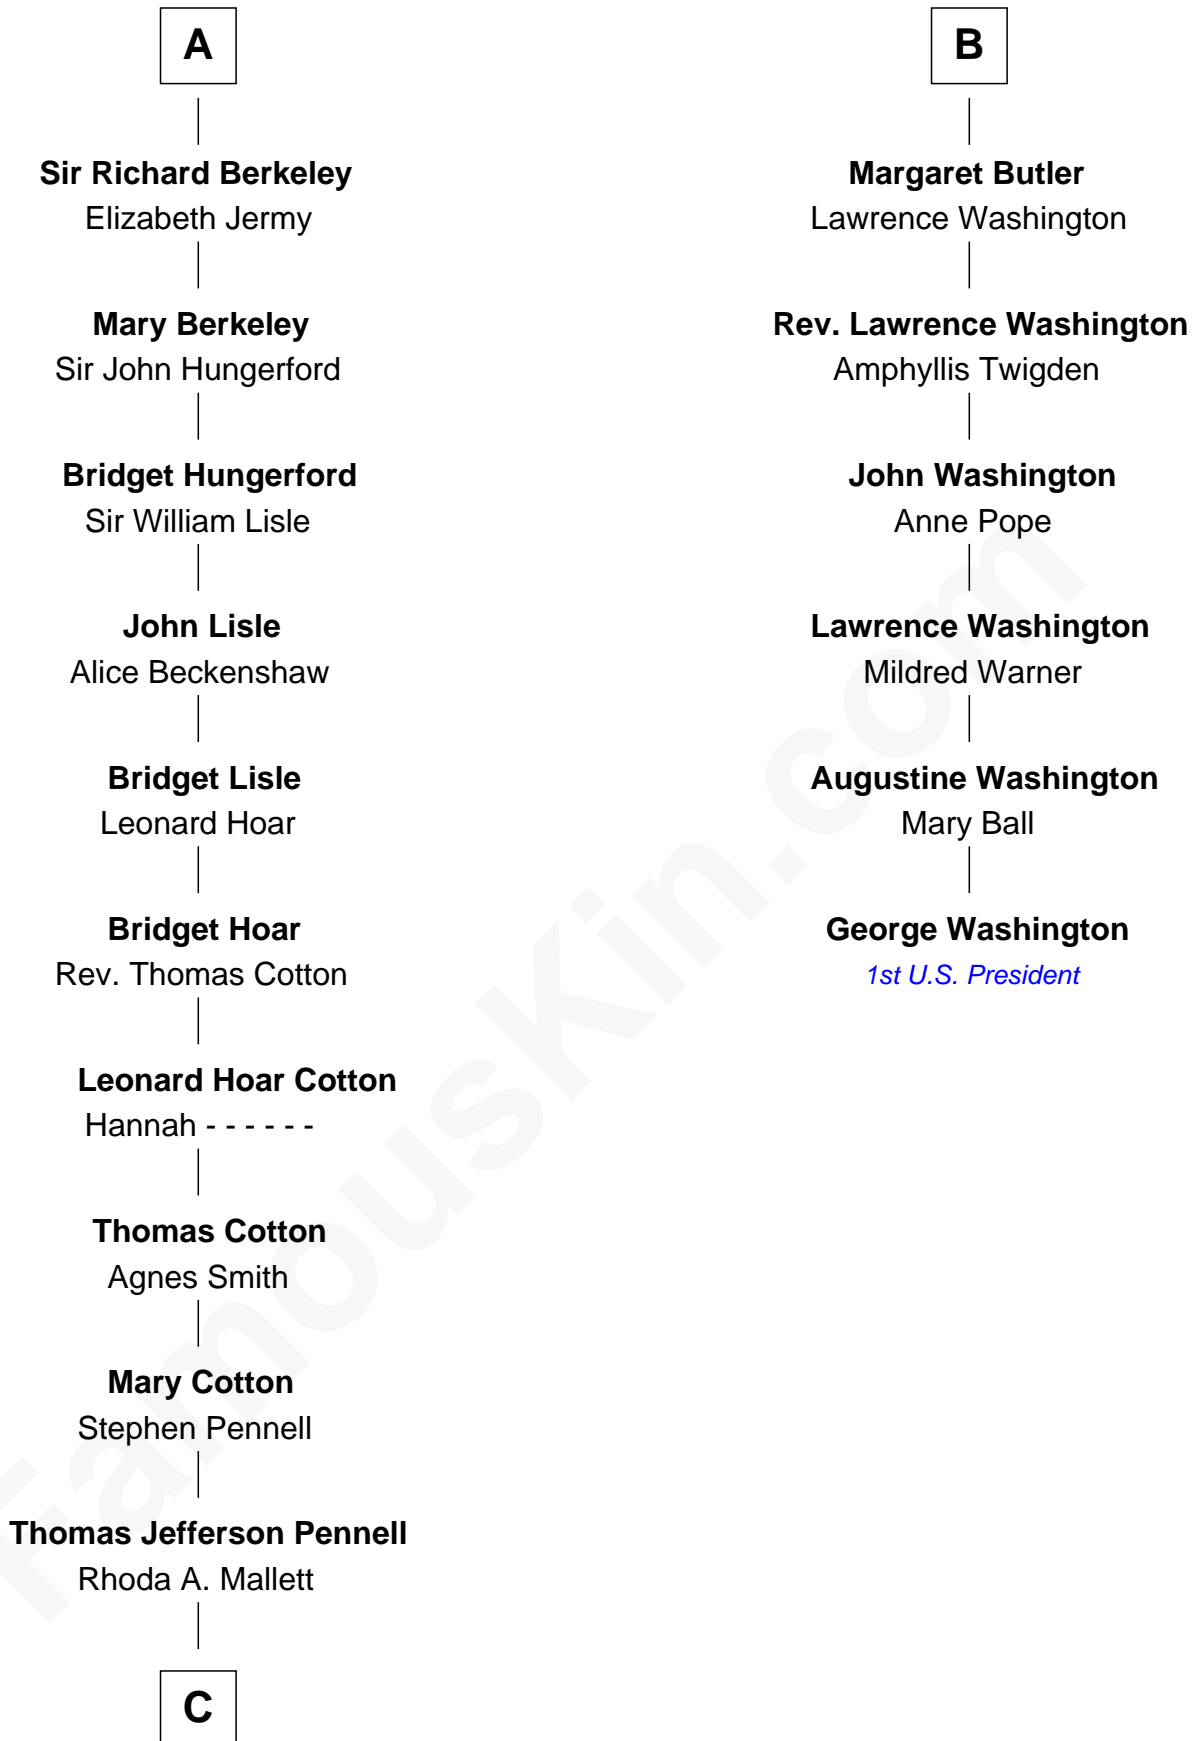 A
Sir Richard Berkeley
Elizabeth Jermy
Mary Berkeley
Sir John Hungerford
Bridget Hungerford
Sir William Lisle
John Lisle
Alice Beckenshaw
Bridget Lisle
Leonard Hoar
Bridget Hoar
Rev. Thomas Cotton
Leonard Hoar Cotton
Hannah - - - - - -
Thomas Cotton
Agnes Smith
Mary Cotton
Stephen Pennell
Thomas Jefferson Pennell
Rhoda A. Mallett
C
B
Margaret Butler
Lawrence Washington
Rev. Lawrence Washington
Amphyllis Twigden
John Washington
Anne Pope
Lawrence Washington
Mildred Warner
Augustine Washington
Mary Ball
George Washington
1st U.S. President
FamousKin.com